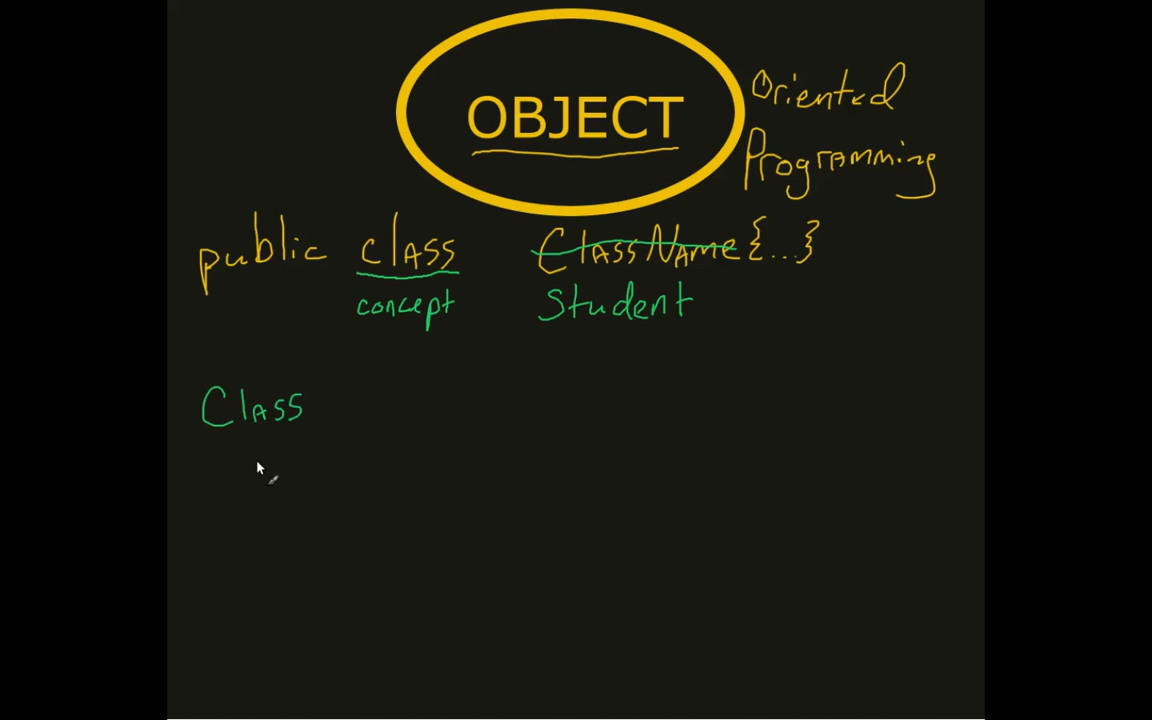 OBJECT
Oriented
Programming
public class ClassName{...}
concept Student
Class